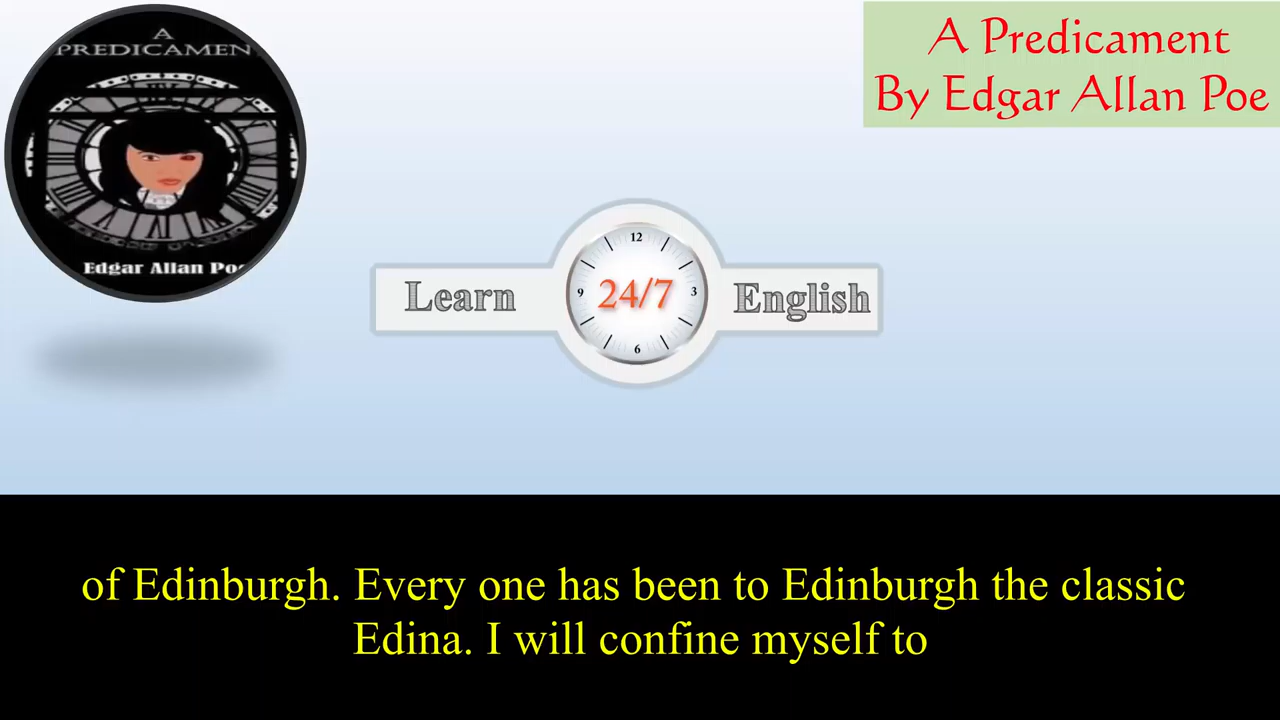 A
PREDICAMEN
Edgar Allan Poe
A Predicament
By Edgar Allan Poe
12
Learn 24/7 English
9 3
6
of Edinburgh. Every one has been to Edinburgh the classic
Edina. I will confine myself to